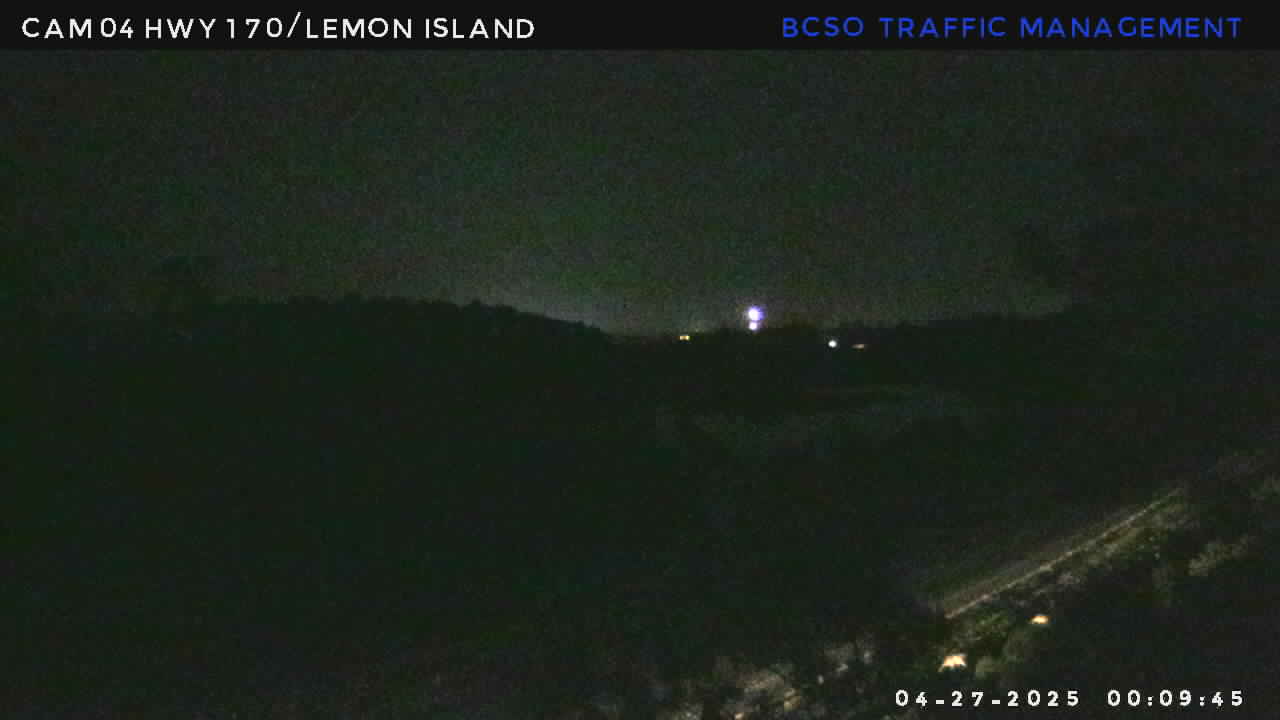 CAM04 HWY 170/LEMON ISLAND
BCSO TRAFFIC MANAGEMENT
04-27-2025 00:09:45